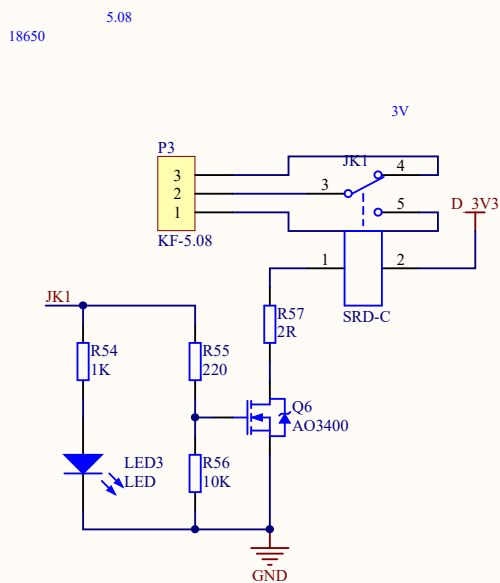 5.08
18650
3V
P3
JK1
4
3
3
2
1
5
D_3V3
KF-5.08
1
2
SRD-C
JK1
R57
2R
R54
1K
R55
220
Q6
AO3400
LED3
LED
R56
10K
GND